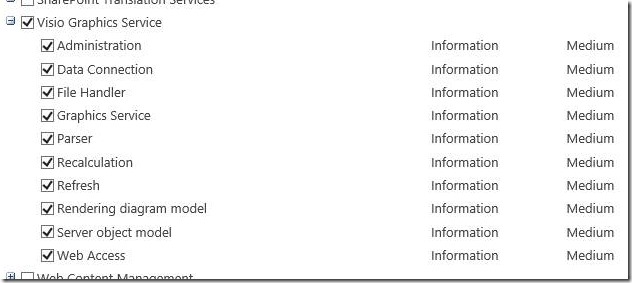 SharePoint Translation Services
Visio Graphics Service
Administration Information Medium
Data Connection Information Medium
File Handler Information Medium
Graphics Service Information Medium
Parser Information Medium
Recalculation Information Medium
Refresh Information Medium
Rendering diagram model Information Medium
Server object model Information Medium
Web Access Information Medium
Web Content Management